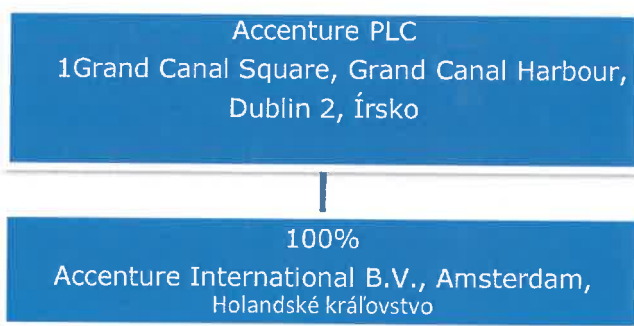 Accenture PLC
1Grand Canal Square, Grand Canal Harbour,
Dublin 2, Írsko
100%
Accenture International B.V., Amsterdam,
Holandské kráľovstvo